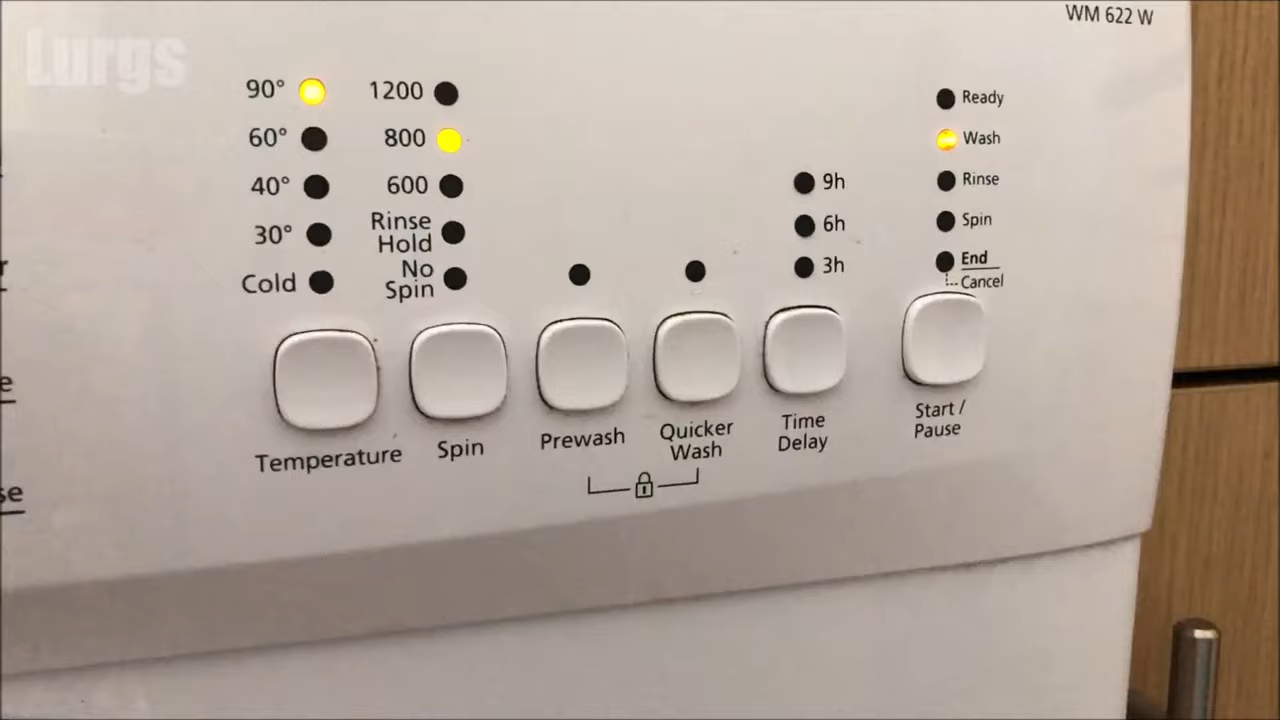 Lurgs
WM 622 W
90°
60°
40°
30°
Cold
1200
800
600
Rinse
Hold
No
Spin
9h
6h
3h
Ready
Wash
Rinse
Spin
End
Cancel
Temperature
Spin
Prewash
Quicker
Wash
Time
Delay
Start /
Pause
se